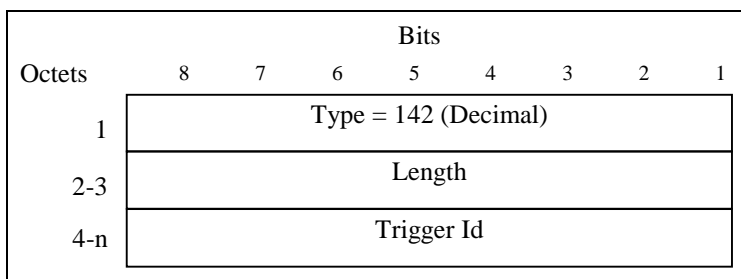 Bits
Octets 8 7 6 5 4 3 2 1
1 Type = 142 (Decimal)
2-3 Length
4-n Trigger Id